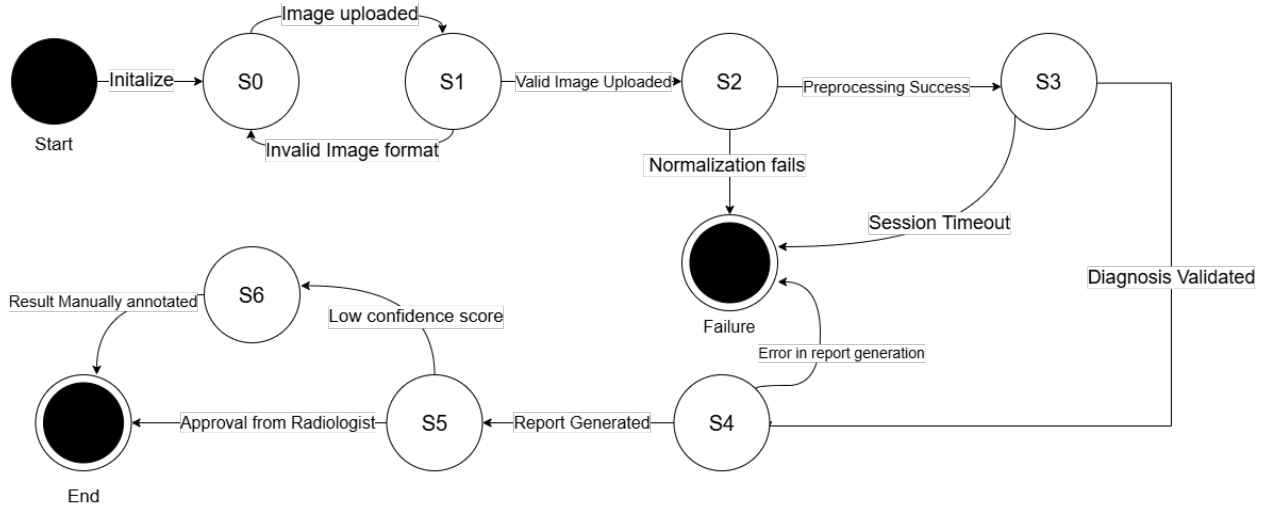 Image uploaded
Initalize
S0
S1
Valid Image Uploaded
S2
Preprocessing Success
S3
Start
Invalid Image format
Normalization fails
Session Timeout
Diagnosis Validated
Failure
S6
Result Manually annotated
Low confidence score
Error in report generation
Approval from Radiologist
S5
Report Generated
S4
End